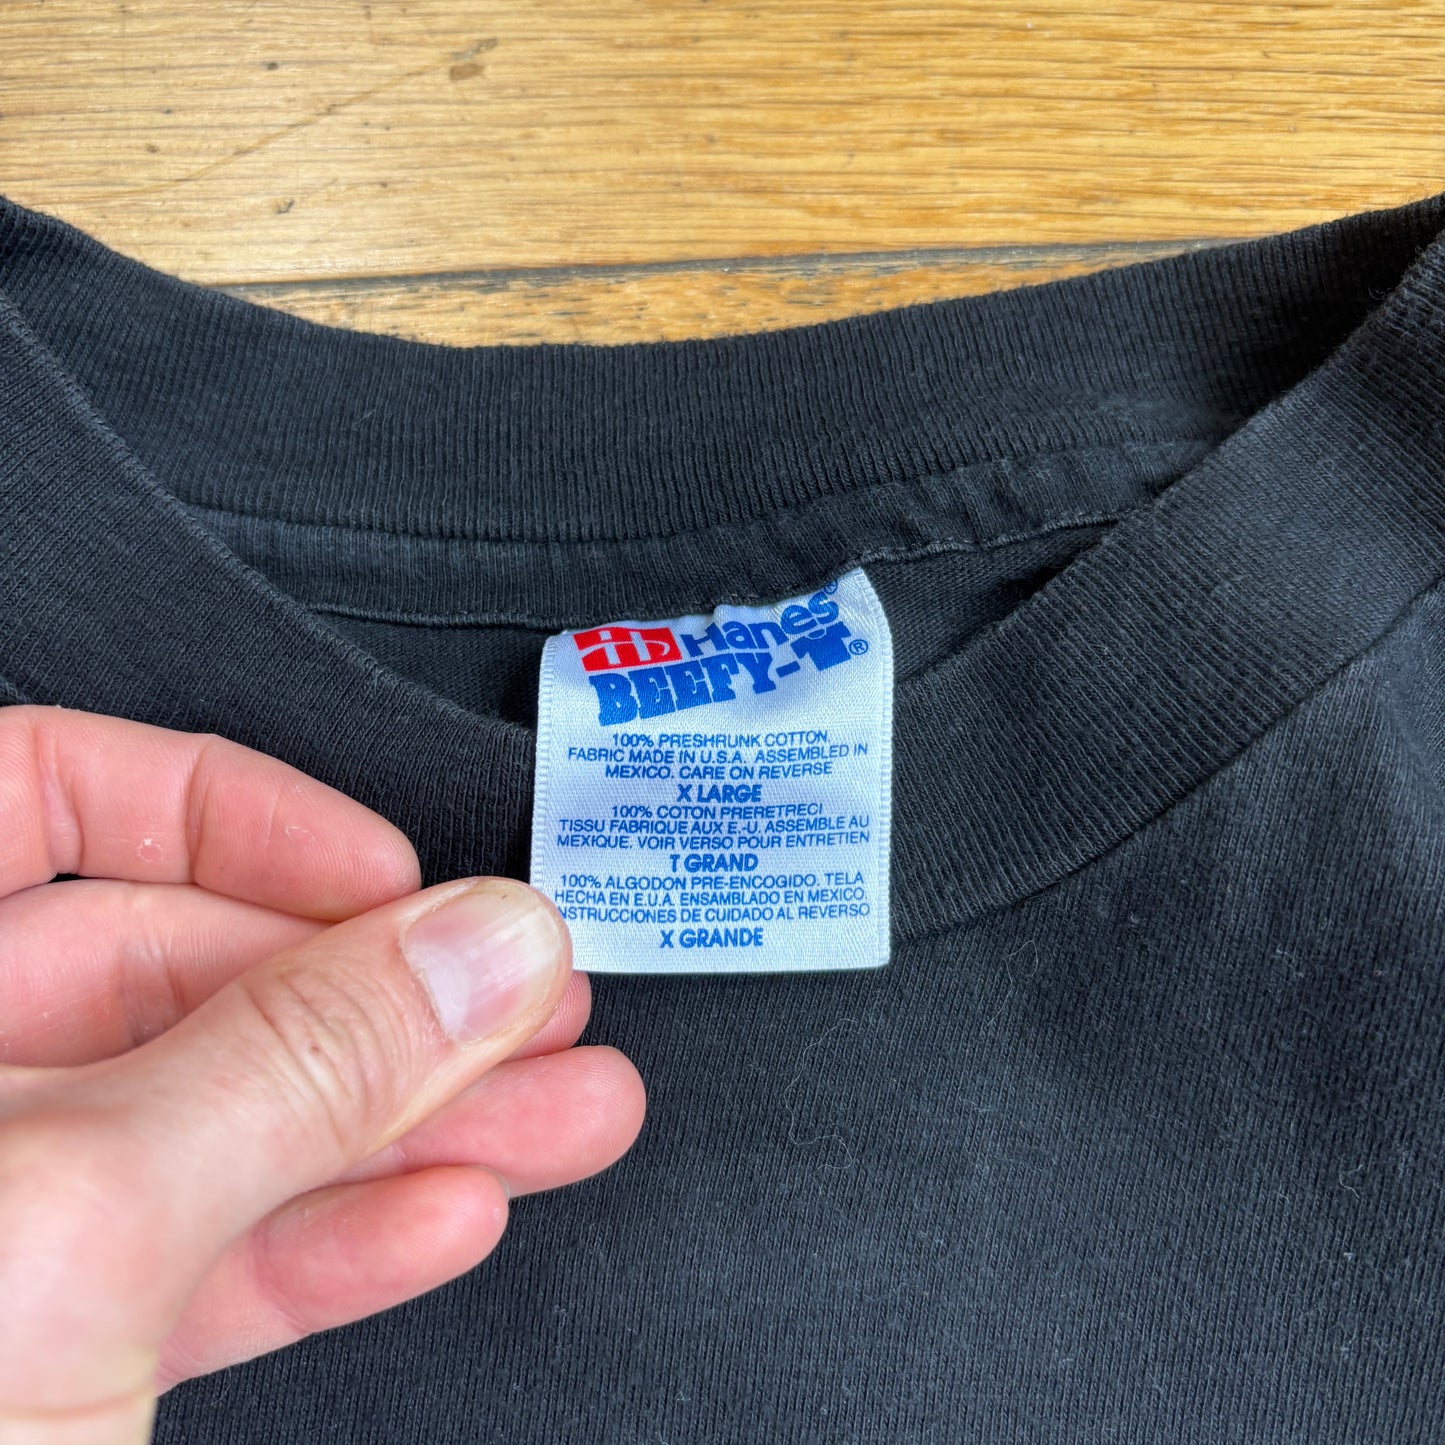 Hanes®
BEEFY-T®
100% PRESHRUNK COTTON.
FABRIC MADE IN U.S.A. ASSEMBLED IN
MEXICO. CARE ON REVERSE
X LARGE
100% COTON PRERETRECI
TISSU FABRIQUE AUX E.-U. ASSEMBLE AU
MEXIQUE. VOIR VERSO POUR ENTRETIEN
T GRAND
100% ALGODON PRE-ENCOGIDO. TELA
HECHA EN E.U.A. ENSAMBLADO EN MEXICO.
INSTRUCCIONES DE CUIDADO AL REVERSO
X GRANDE